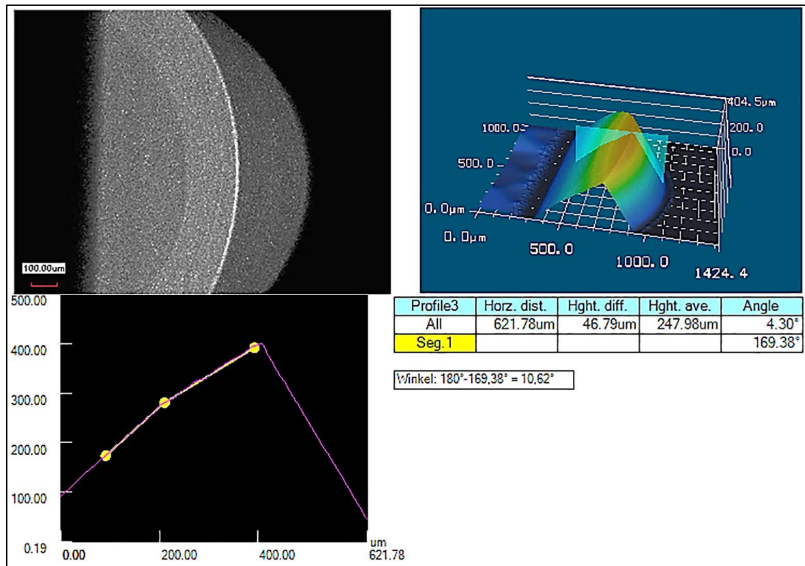 100.00um
404.5µm
200.0
0.0
1000.0
500.0
0.0µm
0.0µm
500.0
1000.0
1424.4
500.00
400.00
300.00
200.00
100.00
0.19
0.00
200.00
400.00
um
621.78
Profile3 Horz. dist. Hght. diff. Hght. ave. Angle
All 621.78um 46.79um 247.98um 4.30°
Seg.1 169.38°
Winkel: 180°-169,38° = 10,62°